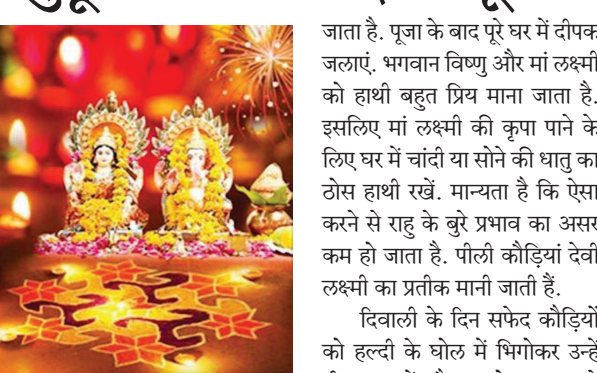 जाता है. पूजा के बाद पूरे घर में दीपक
जलाएं. भगवान विष्णु और मां लक्ष्मी
को हाथी बहुत प्रिय माना जाता है.
इसलिए मां लक्ष्मी की कृपा पाने के
लिए घर में चांदी या सोने की धातु का
ठोस हाथी रखें. मान्यता है कि ऐसा
करने से राहु के बुरे प्रभाव का असर
कम हो जाता है. पीली कौड़ियां देवी
लक्ष्मी का प्रतीक मानी जाती हैं.
दिवाली के दिन सफेद कौड़ियों
को हल्दी के घोल में भिगोकर उन्हें